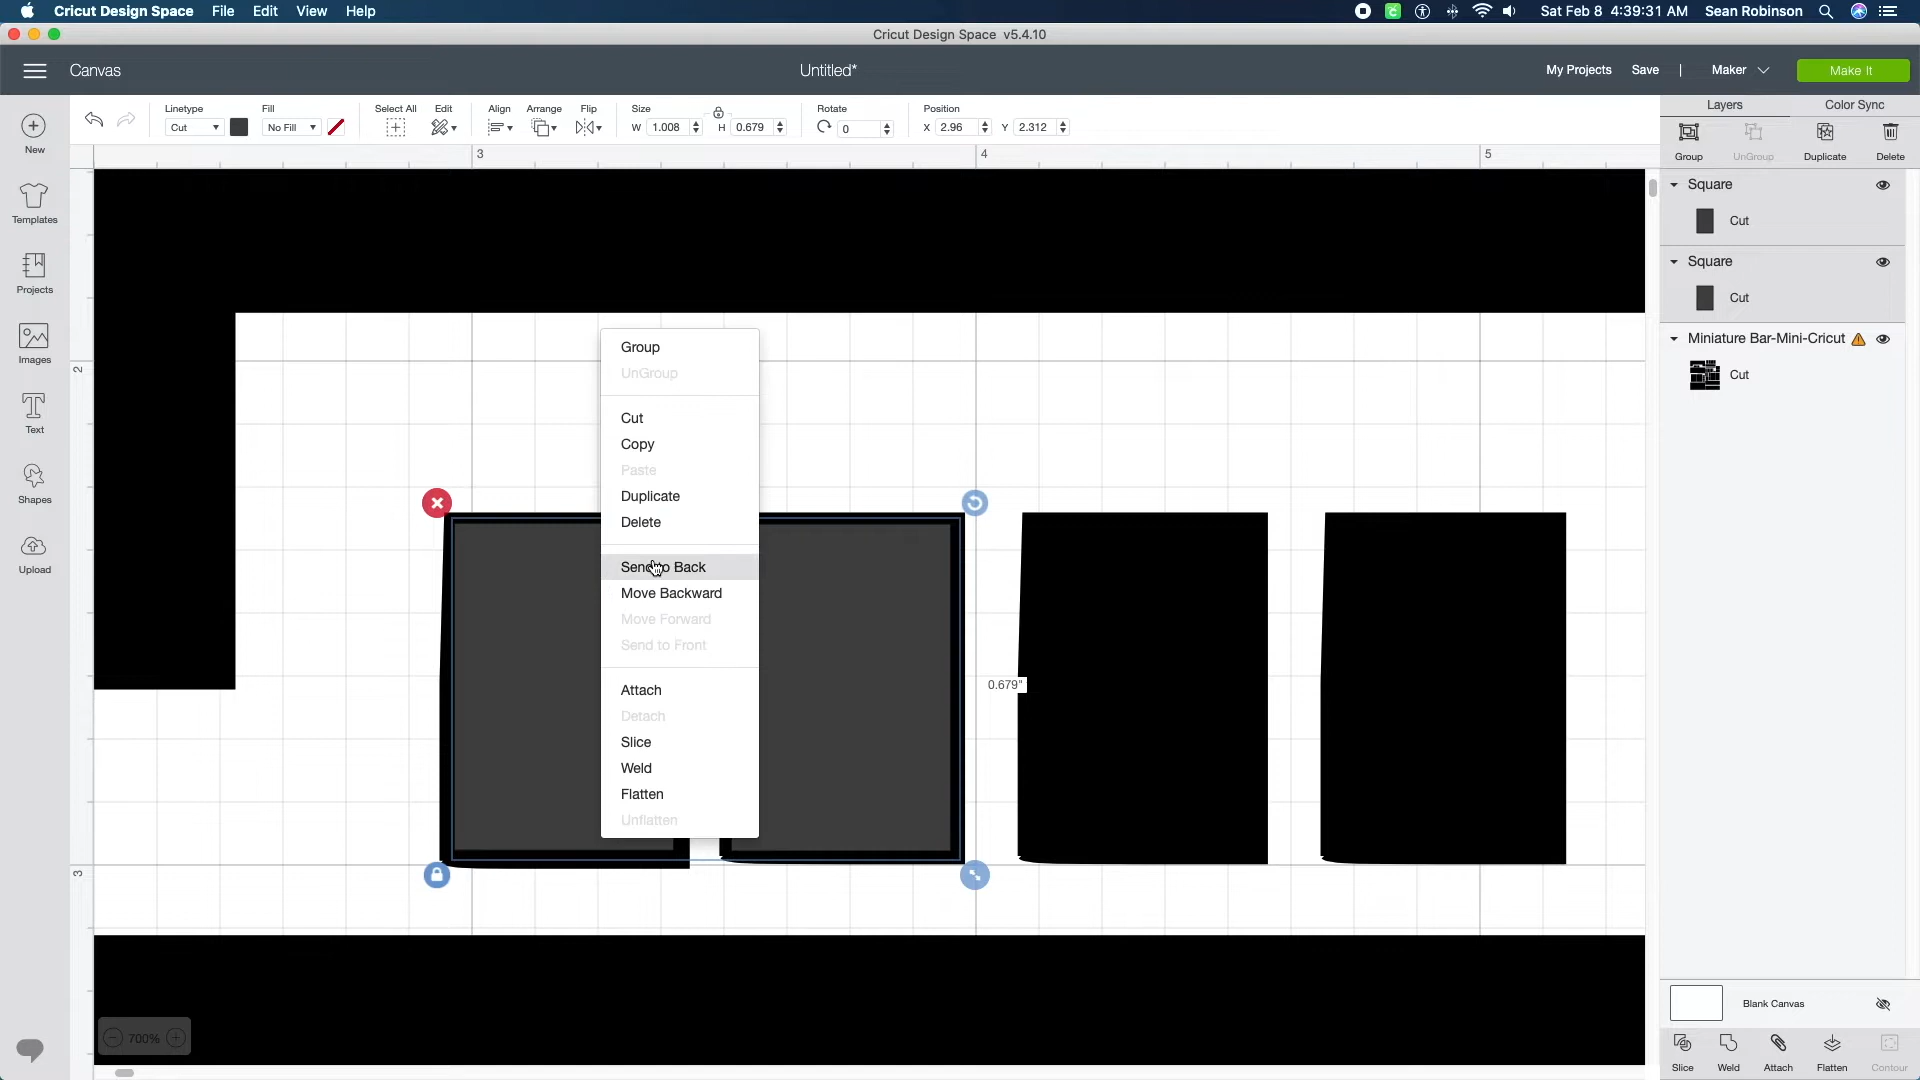 Cricut Design Space File Edit View Help Sat Feb 8 4:39:31 AM Sean Robinson
Cricut Design Space v5.4.10
Canvas Untitled* My Projects Save | Maker Make It
New
Templates
Projects
Images
Text
Shapes
Upload
Linetype Fill Select All Edit Align Arrange Flip Size Rotate Position
Cut No Fill W 1.008 H 0.679 0 X 2.96 Y 2.312
3 4 5
2
3
Group
UnGroup
Cut
Copy
Paste
Duplicate
Delete
Send to Back
Move Backward
Move Forward
Send to Front
Attach
Detach
Slice
Weld
Flatten
Unflatten
0.679"
700%
Layers Color Sync
Group UnGroup Duplicate Delete
Square
Cut
Square
Cut
Miniature Bar-Mini-Cricut
Cut
Blank Canvas
Slice Weld Attach Flatten Contour